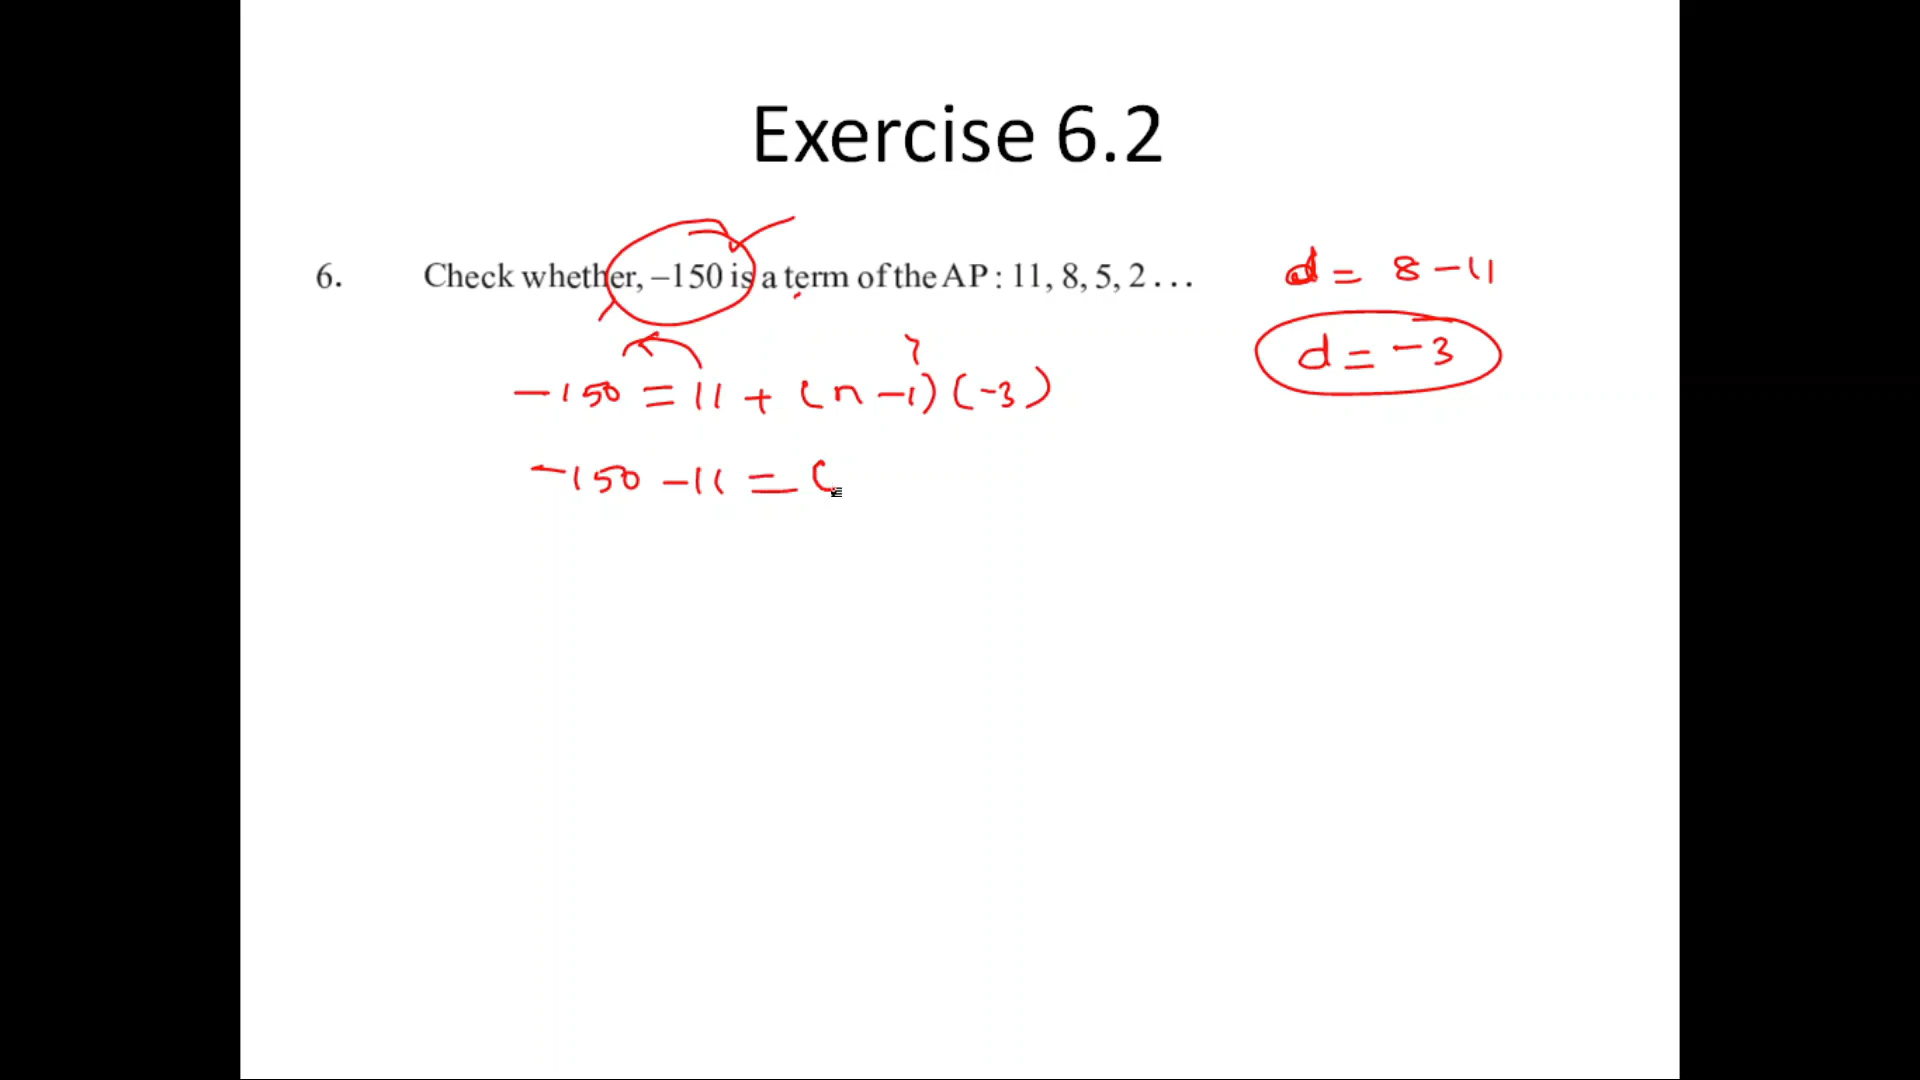 Exercise 6.2
6. Check whether, –150 is a term of the AP : 11, 8, 5, 2 . . .
d = 8 - 11
d = -3
?
-150 = 11 + (n -1) (-3)
-150 -11 = (